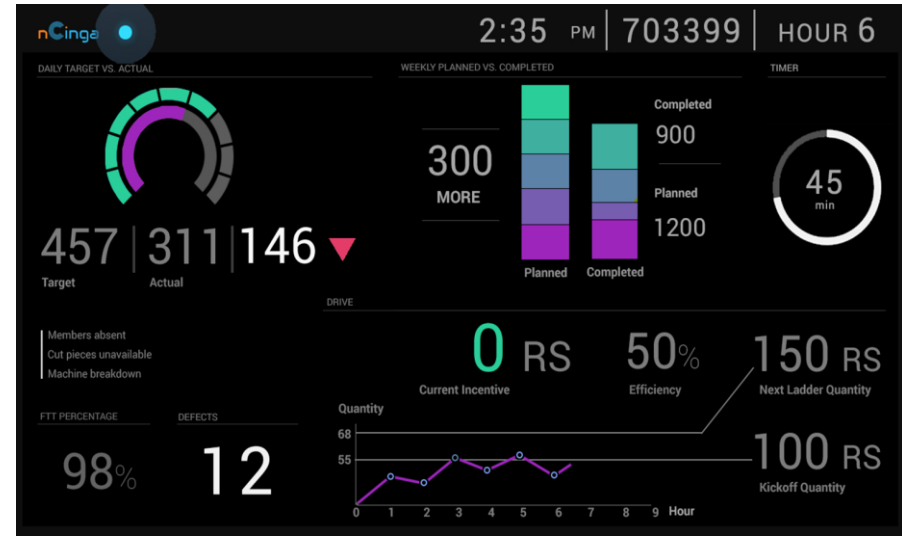 nCinga
2:35 PM 703399 HOUR 6
DAILY TARGET VS. ACTUAL
457 311 146
Target Actual
WEEKLY PLANNED VS. COMPLETED
300
MORE
Planned Completed
Completed
900
Planned
1200
TIMER
45
min
Members absent
Cut pieces unavailable
Machine breakdown
FTT PERCENTAGE
98%
DEFECTS
12
DRIVE
0 RS
Current Incentive
50%
Efficiency
150 RS
Next Ladder Quantity
100 RS
Kickoff Quantity
Quantity
68
55
0 1 2 3 4 5 6 7 8 9 Hour